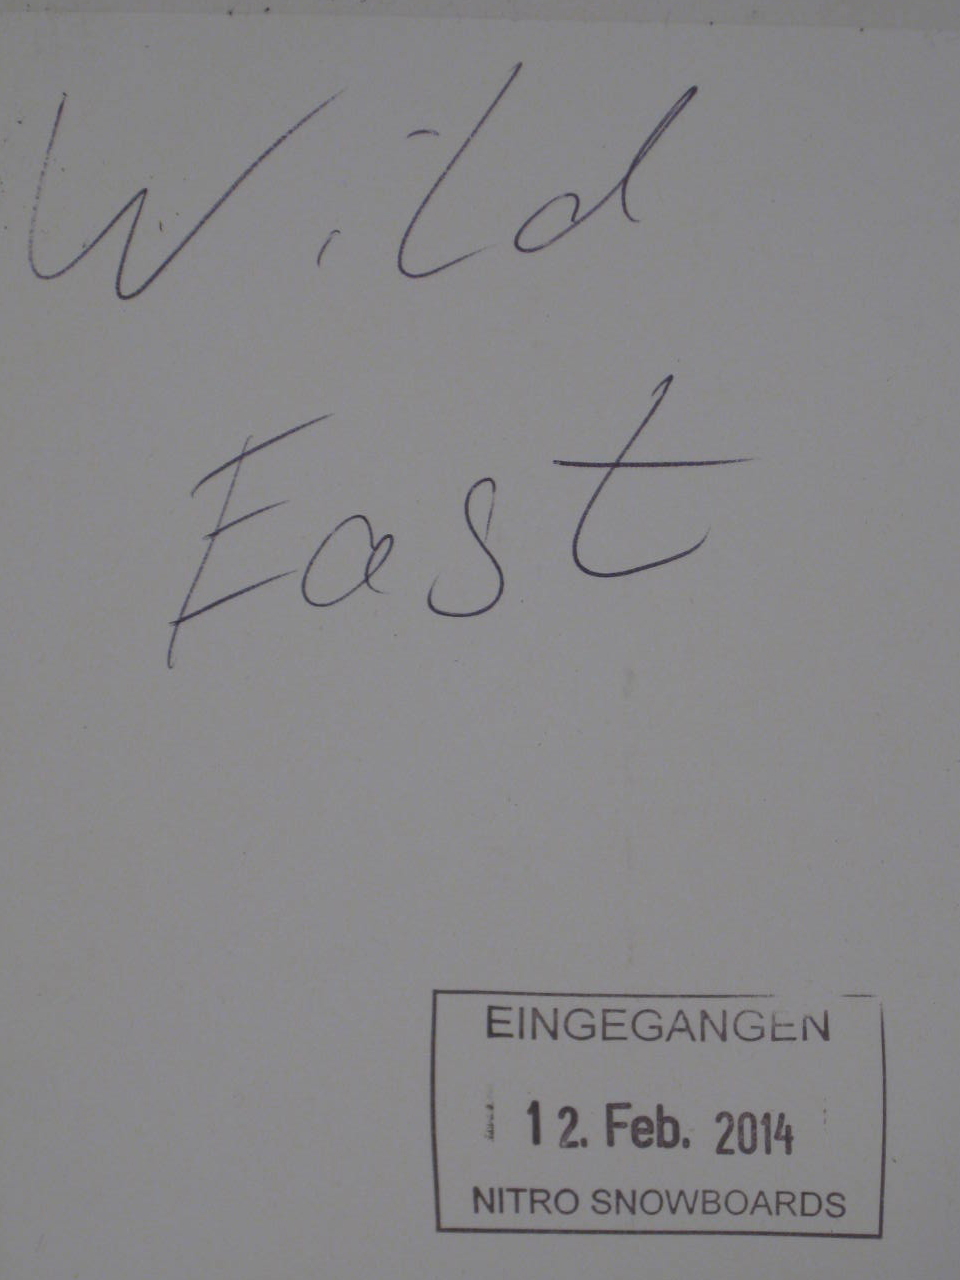 Wild
East
EINGEGANGEN
12. Feb. 2014
NITRO SNOWBOARDS